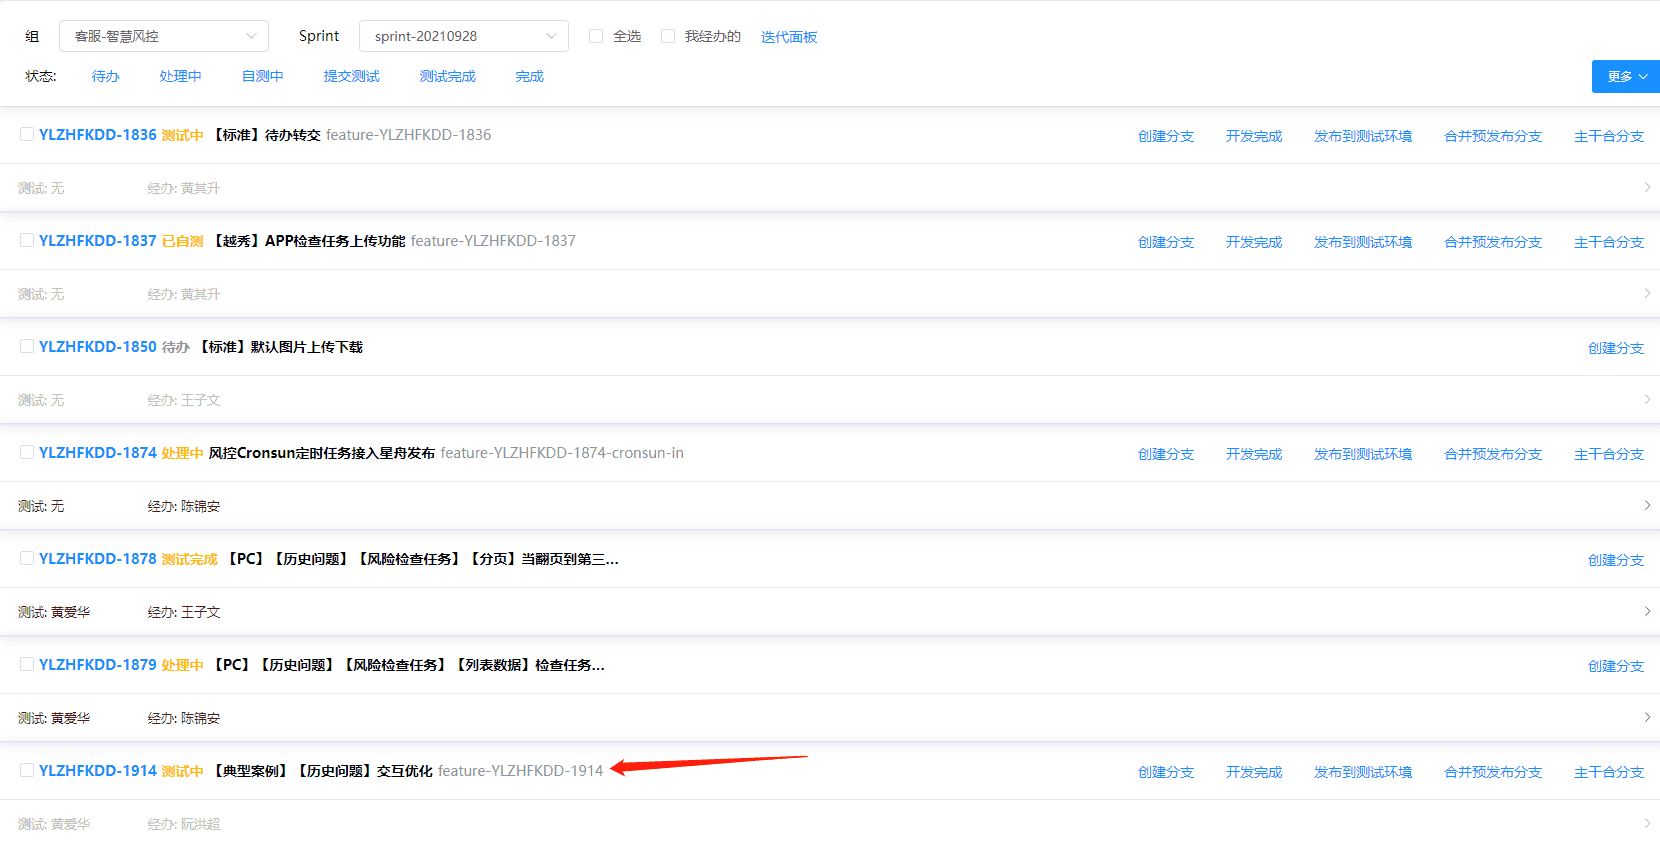 组 客服-智慧风控 Sprint sprint-20210928 全选 我经办的 迭代面板
状态: 待办 处理中 自测中 提交测试 测试完成 完成 更多
YLZHFKDD-1836 测试中 【标准】待办转交 feature-YLZHFKDD-1836 创建分支 开发完成 发布到测试环境 合并预发布分支 主干合分支
测试: 无 经办: 黄其升
YLZHFKDD-1837 已自测 【越秀】APP检查任务上传功能 feature-YLZHFKDD-1837 创建分支 开发完成 发布到测试环境 合并预发布分支 主干合分支
测试: 无 经办: 黄其升
YLZHFKDD-1850 待办 【标准】默认图片上传下载 创建分支
测试: 无 经办: 王子文
YLZHFKDD-1874 处理中 风控Cronsun定时任务接入星舟发布 feature-YLZHFKDD-1874-cronsun-in 创建分支 开发完成 发布到测试环境 合并预发布分支 主干合分支
测试: 无 经办: 陈锦安
YLZHFKDD-1878 测试完成 【PC】【历史问题】【风险检查任务】【分页】当翻页到第三... 创建分支
测试: 黄爱华 经办: 王子文
YLZHFKDD-1879 处理中 【PC】【历史问题】【风险检查任务】【列表数据】检查任务... 创建分支
测试: 黄爱华 经办: 陈锦安
YLZHFKDD-1914 测试中 【典型案例】【历史问题】交互优化 feature-YLZHFKDD-1914 创建分支 开发完成 发布到测试环境 合并预发布分支 主干合分支
测试: 黄爱华 经办: 阮洪超